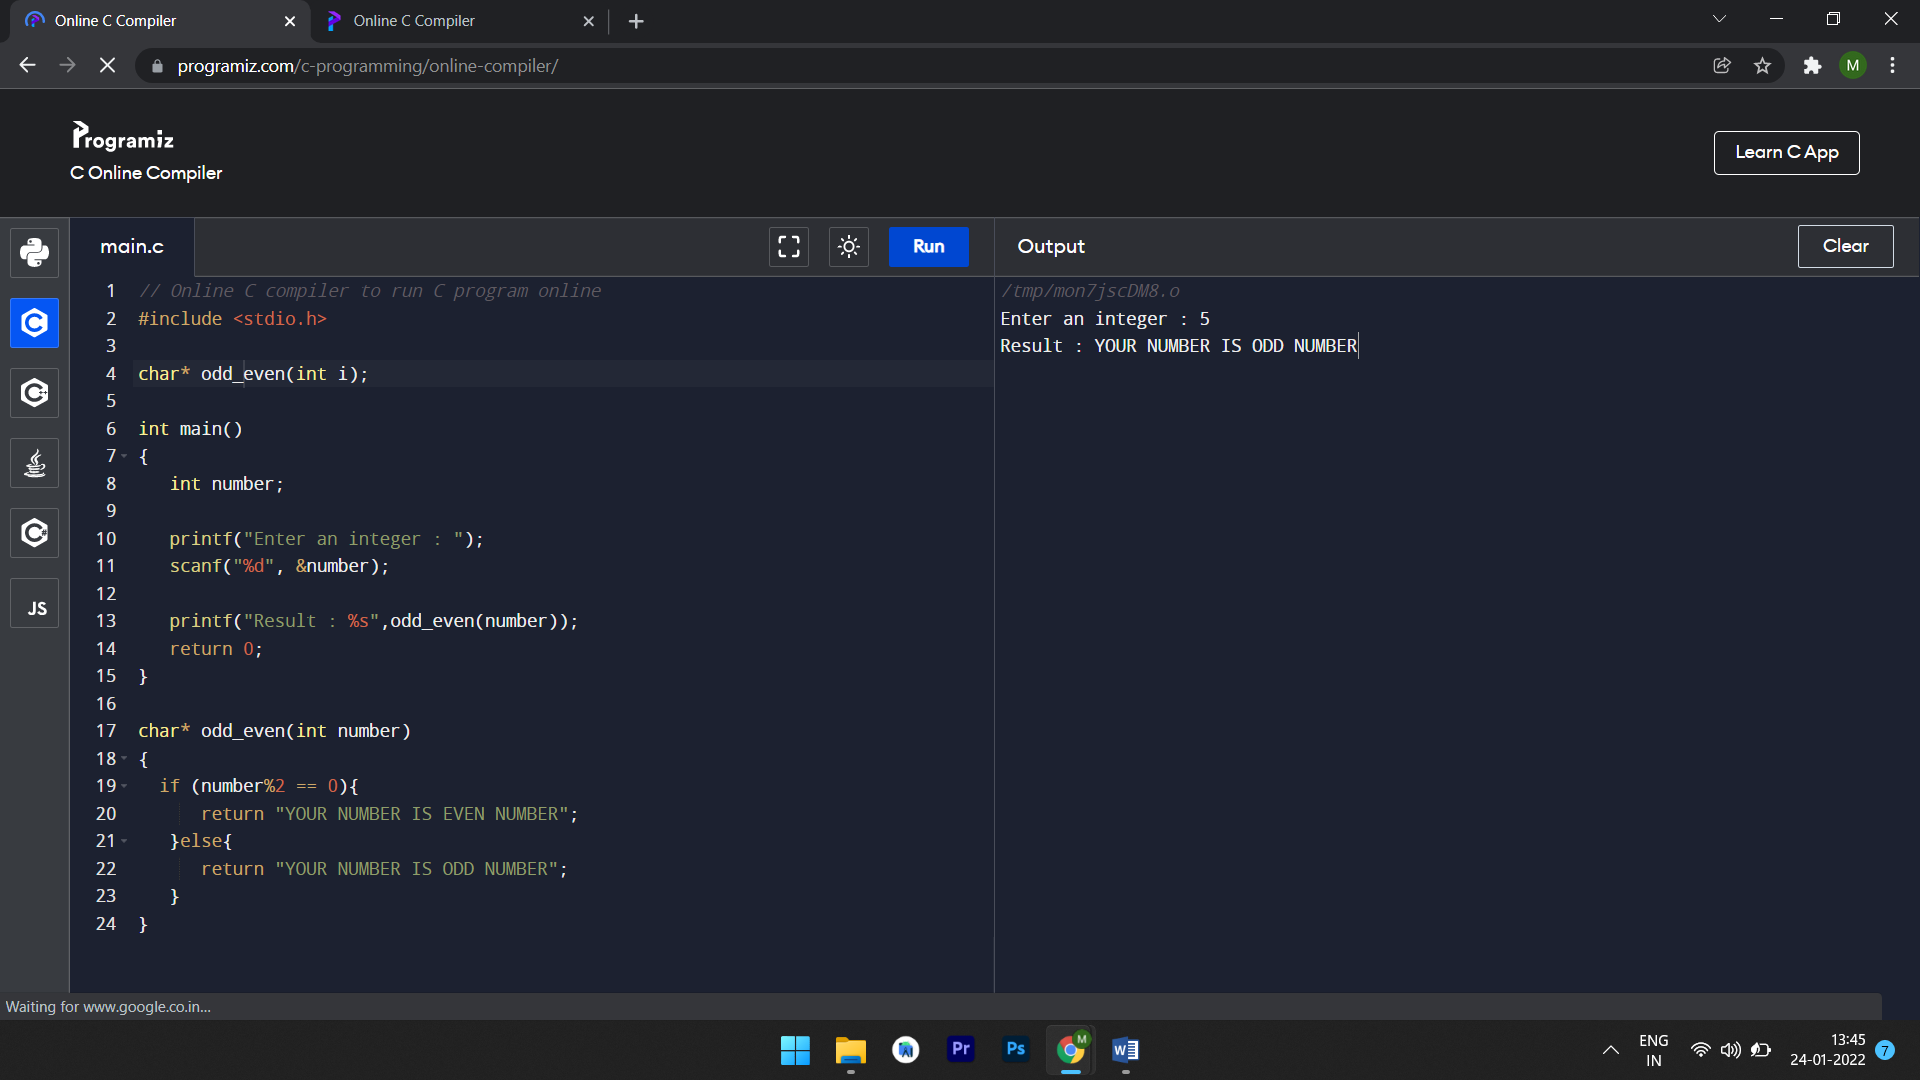 Online C Compiler
Online C Compiler
programiz.com/c-programming/online-compiler/
M
Programiz
C Online Compiler
Learn C App
main.c
Run
Output
Clear
1 // Online C compiler to run C program online
2 #include <stdio.h>
3
4 char* odd_even(int i);
5
6 int main()
7 {
8 int number;
9
10 printf("Enter an integer : ");
11 scanf("%d", &number);
12
13 printf("Result : %s",odd_even(number));
14 return 0;
15 }
16
17 char* odd_even(int number)
18 {
19 if (number%2 == 0){
20 return "YOUR NUMBER IS EVEN NUMBER";
21 }else{
22 return "YOUR NUMBER IS ODD NUMBER";
23 }
24 }
/tmp/mon7jscDM8.o
Enter an integer : 5
Result : YOUR NUMBER IS ODD NUMBER
JS
Waiting for www.google.co.in...
Pr
Ps
M
W
ENG
IN
13:45
24-01-2022
7